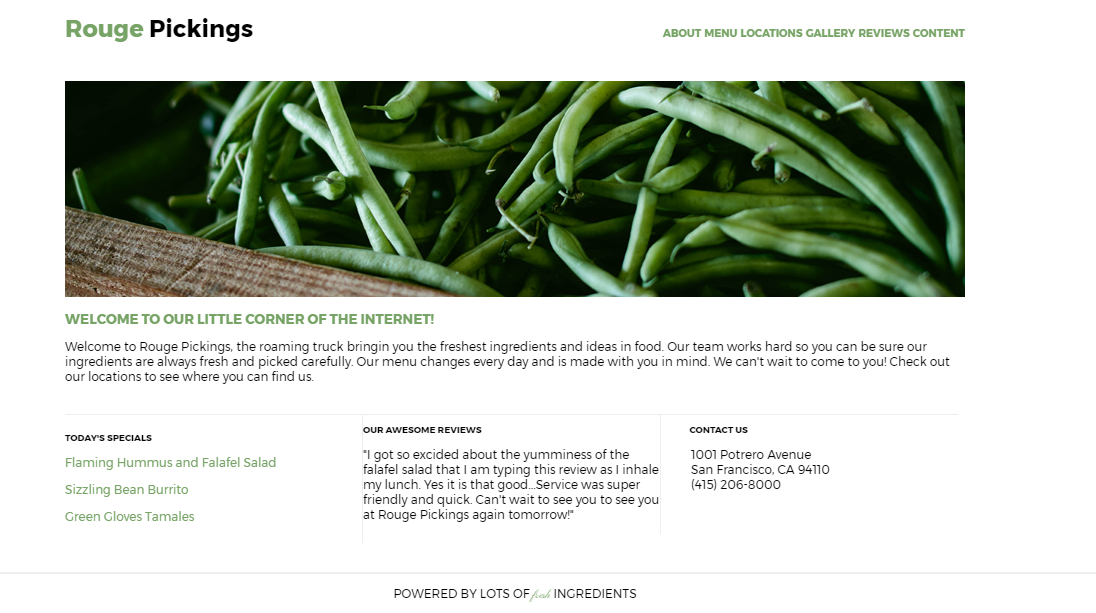 Rouge Pickings
ABOUT MENU LOCATIONS GALLERY REVIEWS CONTENT
WELCOME TO OUR LITTLE CORNER OF THE INTERNET!
Welcome to Rouge Pickings, the roaming truck bringin you the freshest ingredients and ideas in food. Our team works hard so you can be sure our
ingredients are always fresh and picked carefully. Our menu changes every day and is made with you in mind. We can't wait to come to you! Check out
our locations to see where you can find us.
TODAY'S SPECIALS
Flaming Hummus and Falafel Salad
Sizzling Bean Burrito
Green Gloves Tamales
OUR AWESOME REVIEWS
"I got so excided about the yumminess of the
falafel salad that I am typing this review as I inhale
my lunch. Yes it is that good...Service was super
friendly and quick. Can't wait to see you to see you
at Rouge Pickings again tomorrow!"
CONTACT US
1001 Potrero Avenue
San Francisco, CA 94110
(415) 206-8000
POWERED BY LOTS OF fresh INGREDIENTS